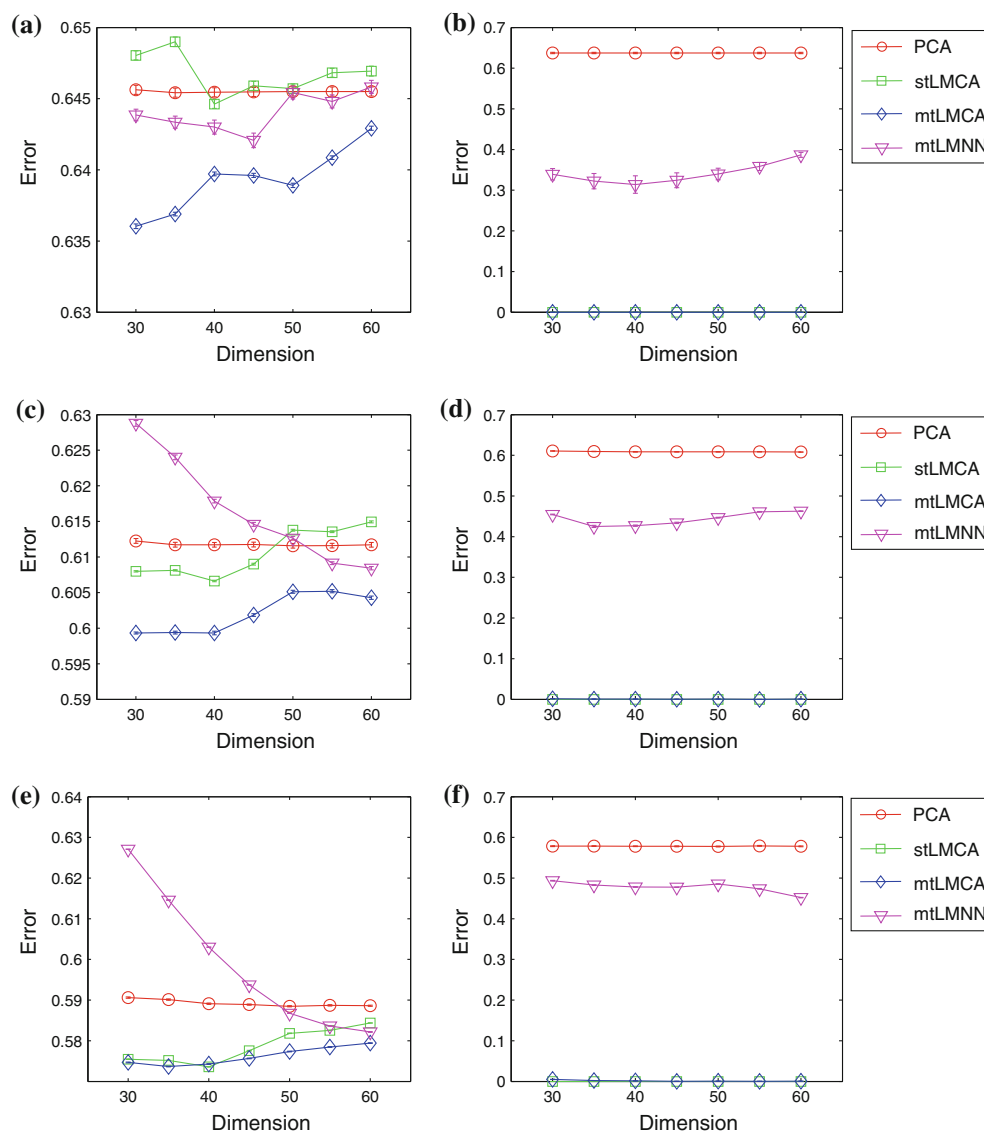 (a)
0.65
0.645
0.64
0.635
0.63
Error
30 40 50 60
Dimension
(b)
0.7
0.6
0.5
0.4
0.3
0.2
0.1
0
Error
30 40 50 60
Dimension
PCA
stLMCA
mtLMCA
mtLMNN
(c)
0.63
0.625
0.62
0.615
0.61
0.605
0.6
0.595
0.59
Error
30 40 50 60
Dimension
(d)
0.7
0.6
0.5
0.4
0.3
0.2
0.1
0
Error
30 40 50 60
Dimension
PCA
stLMCA
mtLMCA
mtLMNN
(e)
0.64
0.63
0.62
0.61
0.6
0.59
0.58
Error
30 40 50 60
Dimension
(f)
0.7
0.6
0.5
0.4
0.3
0.2
0.1
0
Error
30 40 50 60
Dimension
PCA
stLMCA
mtLMCA
mtLMNN